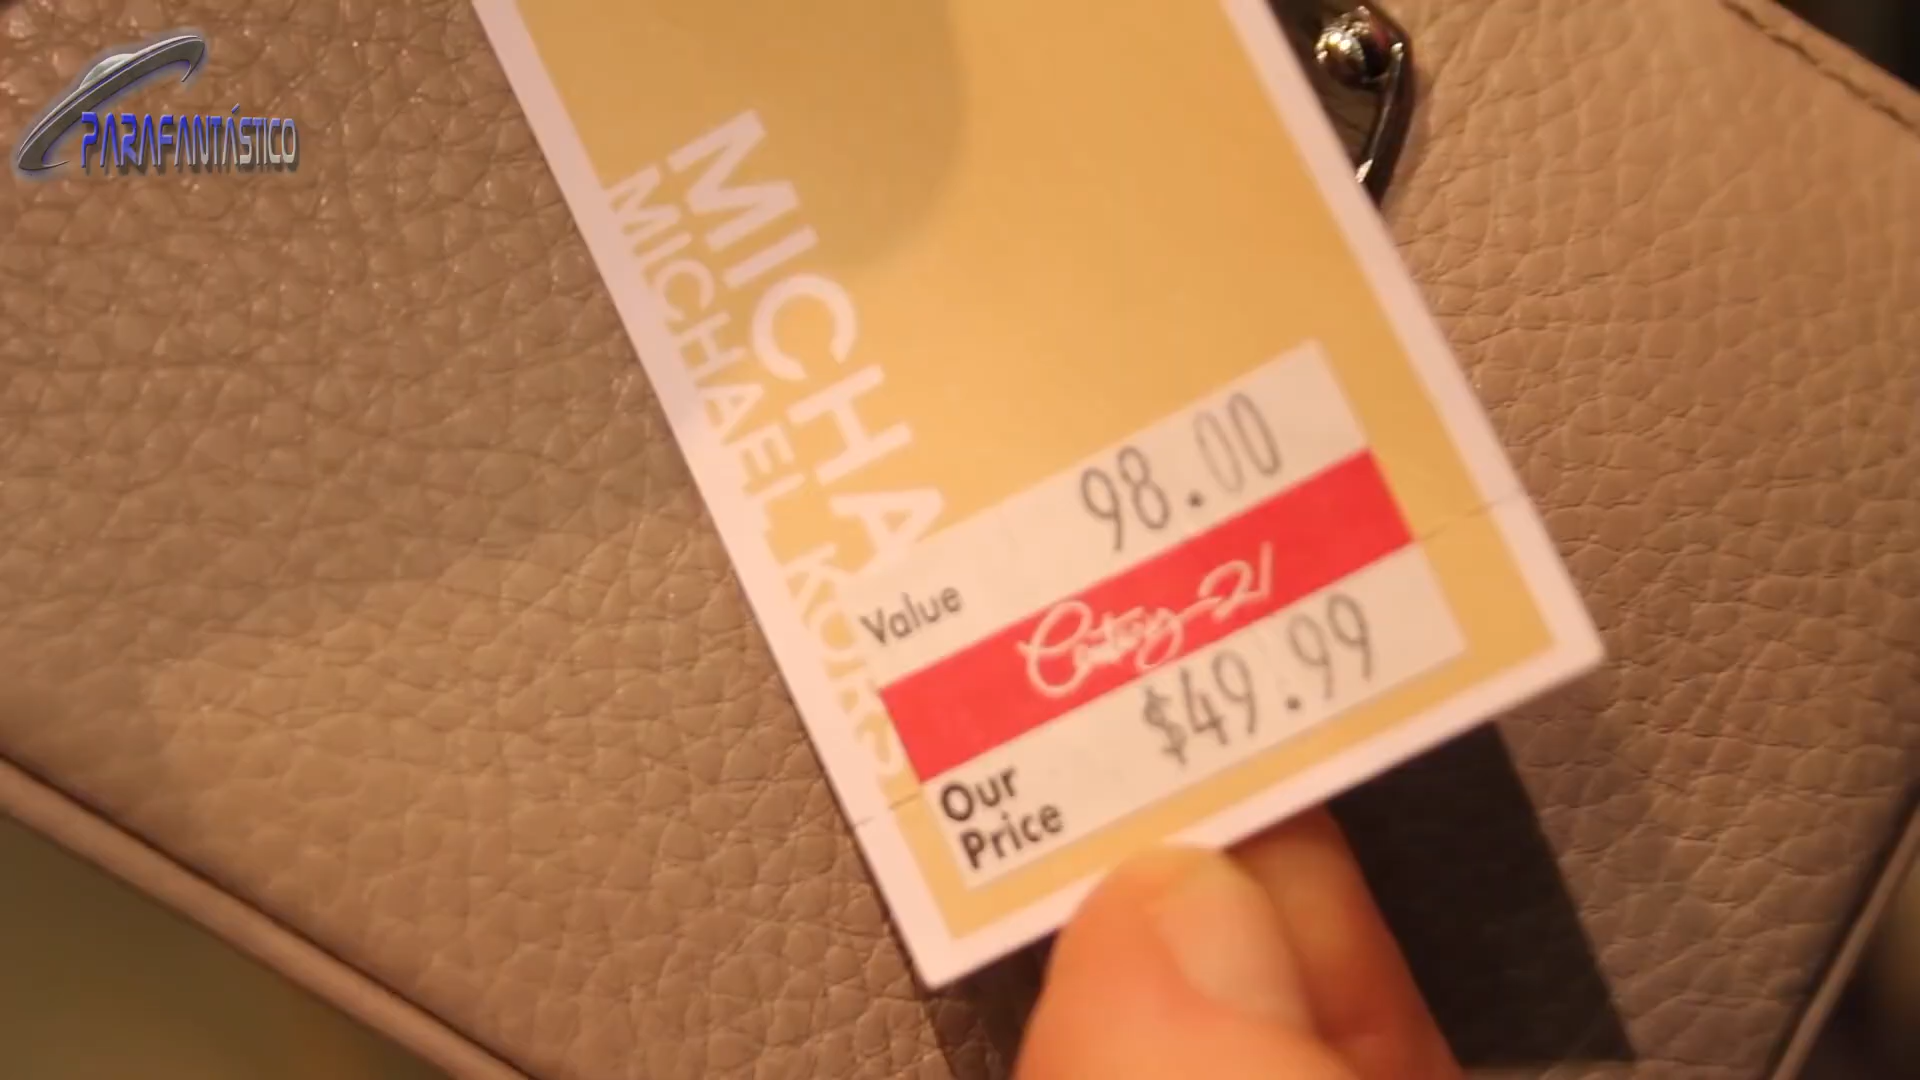 PARAFANTÁSTICO
MICHA
MICHAEL KORS
98.00
Value
Century-21
$49.99
Our
Price